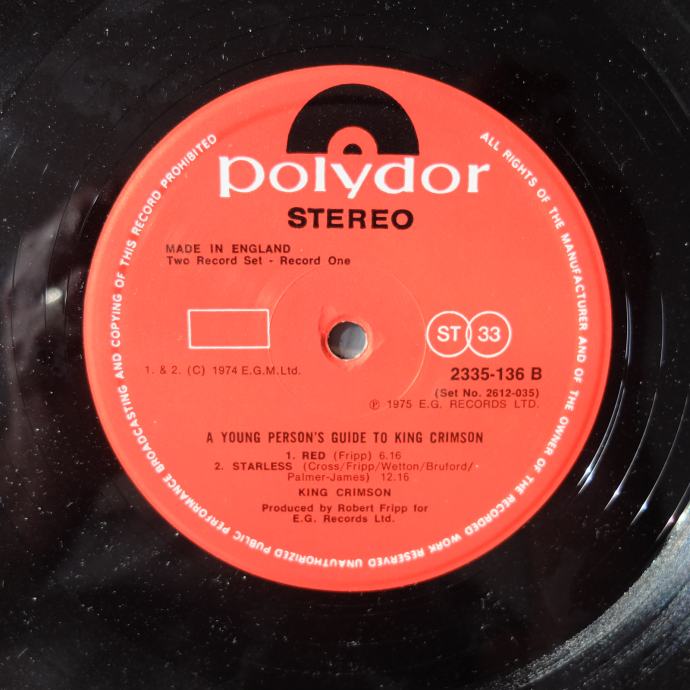 polydor
STEREO
MADE IN ENGLAND
Two Record Set - Record One
ST 33
1. & 2. (C) 1974 E.G.M. Ltd.
2335-136 B
(Set No. 2612-035)
℗ 1975 E.G. RECORDS LTD.
A YOUNG PERSON'S GUIDE TO KING CRIMSON
1. RED (Fripp) 6.16
2. STARLESS (Cross/Fripp/Wetton/Bruford/-
Palmer-James) 12.16
KING CRIMSON
Produced by Robert Fripp for
E.G. Records Ltd.
ALL RIGHTS OF THE MANUFACTURER AND OF THE OWNER OF THE RECORDED WORK RESERVED UNAUTHORIZED PUBLIC PERFORMANCE BROADCASTING AND COPYING OF THIS RECORD PROHIBITED